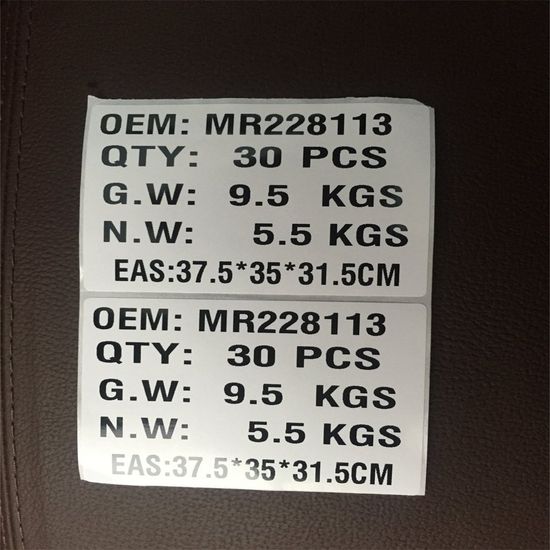 OEM: MR228113
QTY: 30 PCS
G.W: 9.5 KGS
N.W: 5.5 KGS
EAS:37.5*35*31.5CM
OEM: MR228113
QTY: 30 PCS
G.W: 9.5 KGS
N.W: 5.5 KGS
EAS:37.5*35*31.5CM